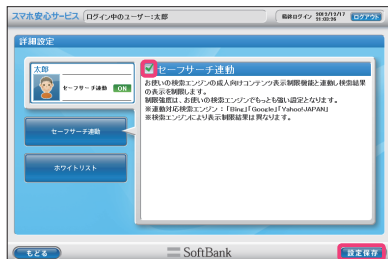 スマホ安心サービス ログイン中のユーザー:太郎
最終ログイン 2013/12/17 21:03:26 ログアウト
詳細設定
太郎
セーフサーチ連動 ON
セーフサーチ連動
お使いの検索エンジンの成人向けコンテンツ表示制限機能と連動し検索結果
の表示を制限します。
制限強度は、お使いの検索エンジンでもっとも強い設定となります。
※連動対応検索エンジン:「Bing」「Google」「Yahoo!JAPAN」
※検索エンジンにより表示制限結果は異なります。
セーフサーチ連動
ホワイトリスト
もどる
SoftBank
設定保存